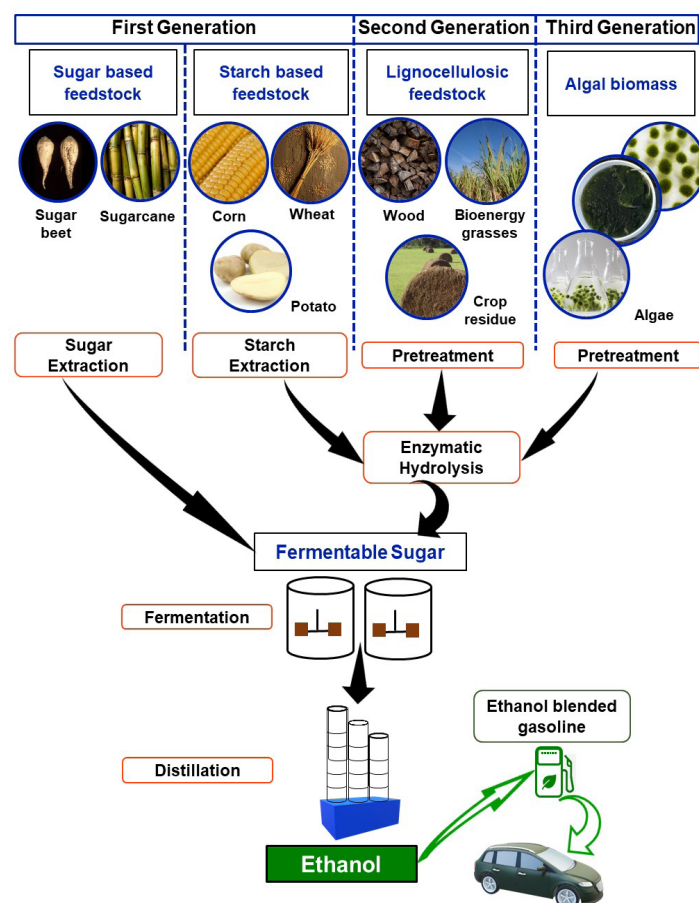 First Generation
Second Generation
Third Generation
Sugar based
feedstock
Starch based
feedstock
Lignocellulosic
feedstock
Algal biomass
Sugar
beet
Sugarcane
Corn
Wheat
Potato
Wood
Bioenergy
grasses
Crop
residue
Algae
Sugar
Extraction
Starch
Extraction
Pretreatment
Pretreatment
Enzymatic
Hydrolysis
Fermentable Sugar
Fermentation
Ethanol blended
gasoline
Distillation
Ethanol